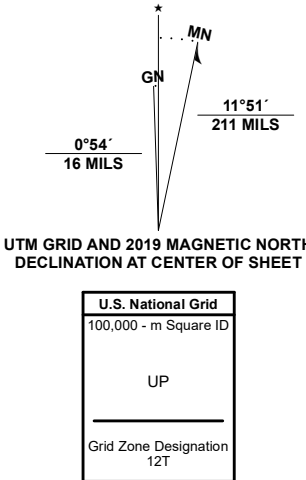 ★
MN
GN
11°51´
211 MILS
0°54´
16 MILS
UTM GRID AND 2019 MAGNETIC NORTH
DECLINATION AT CENTER OF SHEET
U.S. National Grid
100,000 - m Square ID
UP
Grid Zone Designation
12T